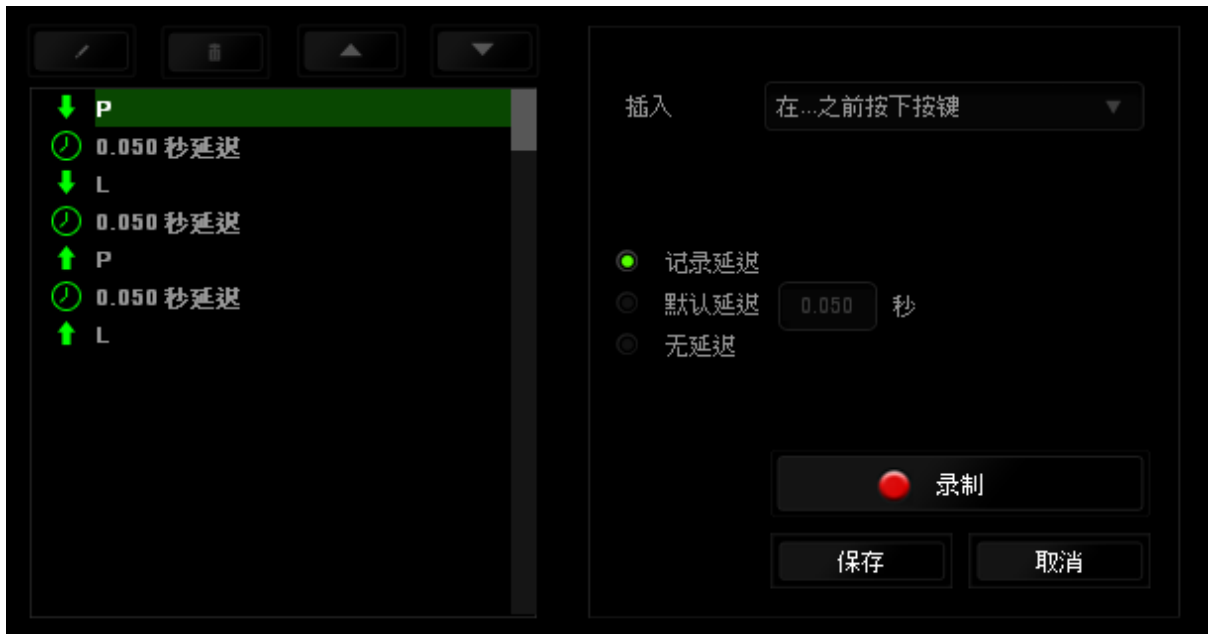 P
0.050 秒延迟
L
0.050 秒延迟
P
0.050 秒延迟
L
插入
在...之前按下按键
记录延迟
默认延迟 0.050 秒
无延迟
录制
保存 取消